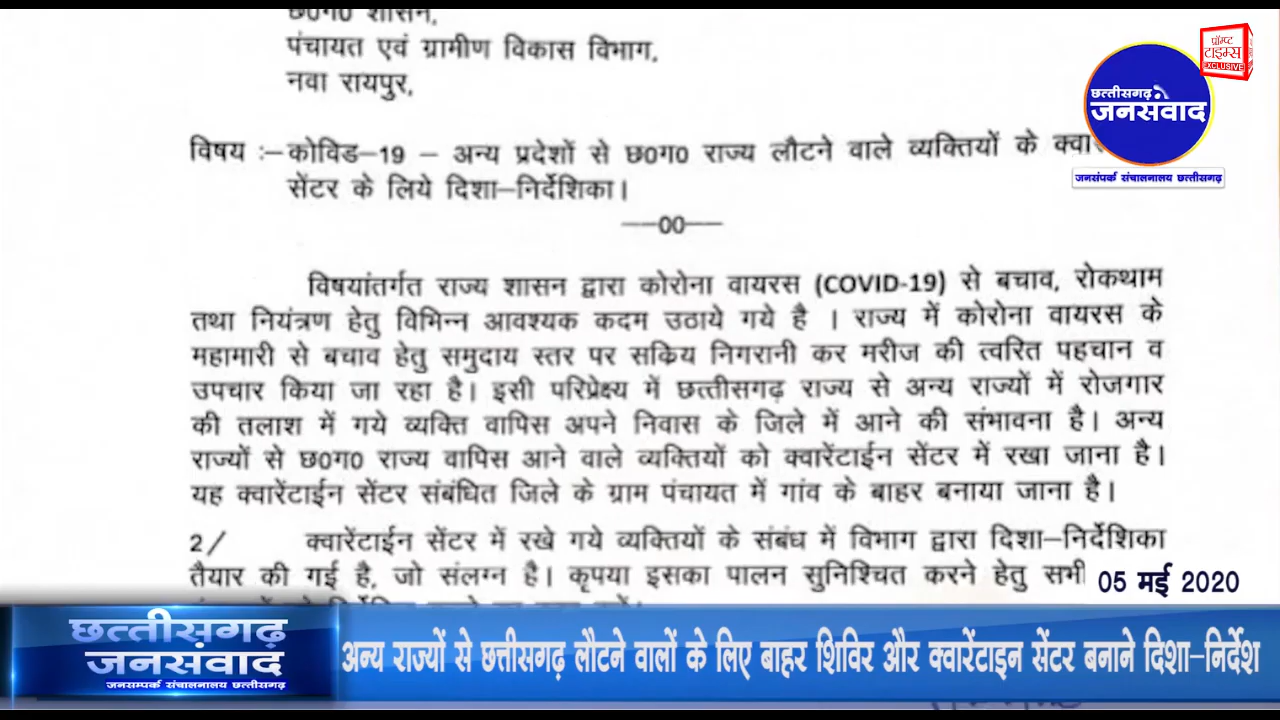 छ0ग0 शासन,
पंचायत एवं ग्रामीण विकास विभाग,
नवा रायपुर,
प्रॉम्प्ट
टाइम्स
EXCLUSIVE
छत्तीसगढ़
जनसंवाद
जनसंपर्क संचालनालय छत्तीसगढ़
विषय :– कोविड–19 – अन्य प्रदेशों से छ0ग0 राज्य लौटने वाले व्यक्तियों के
सेंटर के लिये दिशा–निर्देशिका।
—00—
विषयांतर्गत राज्य शासन द्वारा कोरोना वायरस (COVID-19) से बचाव, रोकथाम
तथा नियंत्रण हेतु विभिन्न आवश्यक कदम उठाये गये है । राज्य में कोरोना वायरस के
महामारी से बचाव हेतु समुदाय स्तर पर सक्रिय निगरानी कर मरीज की त्वरित पहचान व
उपचार किया जा रहा है। इसी परिप्रेक्ष्य में छत्तीसगढ़ राज्य से अन्य राज्यों में रोजगार
की तलाश में गये व्यक्ति वापिस अपने निवास के जिले में आने की संभावना है। अन्य
राज्यों से छ0ग0 राज्य वापिस आने वाले व्यक्तियों को क्वारेंटाईन सेंटर में रखा जाना है।
यह क्वारेंटाईन सेंटर संबंधित जिले के ग्राम पंचायत में गांव के बाहर बनाया जाना है।
2/ क्वारेंटाईन सेंटर में रखे गये व्यक्तियों के संबंध में विभाग द्वारा दिशा–निर्देशिका
तैयार की गई है, जो संलग्न है। कृपया इसका पालन सुनिश्चित करने हेतु सभी
05 मई 2020
छत्तीसगढ़
जनसंवाद
जनसम्पर्क संचालनालय छत्तीसगढ़
अन्य राज्यों से छत्तीसगढ़ लौटने वालों के लिए बाहर शिविर और क्वारेंटाइन सेंटर बनाने दिशा–निर्देश